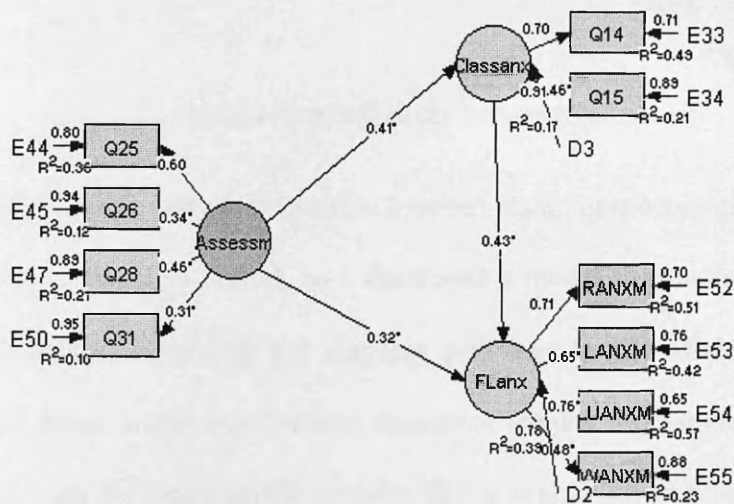 0.70
0.71
Q14
E33
R²=0.49
Classanx
0.91
.46*
0.89
Q15
E34
R²=0.21
R²=0.17
D3
0.41*
0.80
E44
Q25
R²=0.36
0.60
0.94
E45
Q26
R²=0.12
0.34*
Assessm
0.89
E47
Q28
R²=0.21
0.46*
0.95
E50
Q31
R²=0.10
0.31*
0.43*
0.32*
0.71
0.70
RANXM
E52
R²=0.51
0.65
0.76
LANXM
E53
R²=0.42
FLanx
0.76
0.65
UANXM
E54
R²=0.57
0.78
R²=0.39
0.48*
0.88
E55
R²=0.23
D2